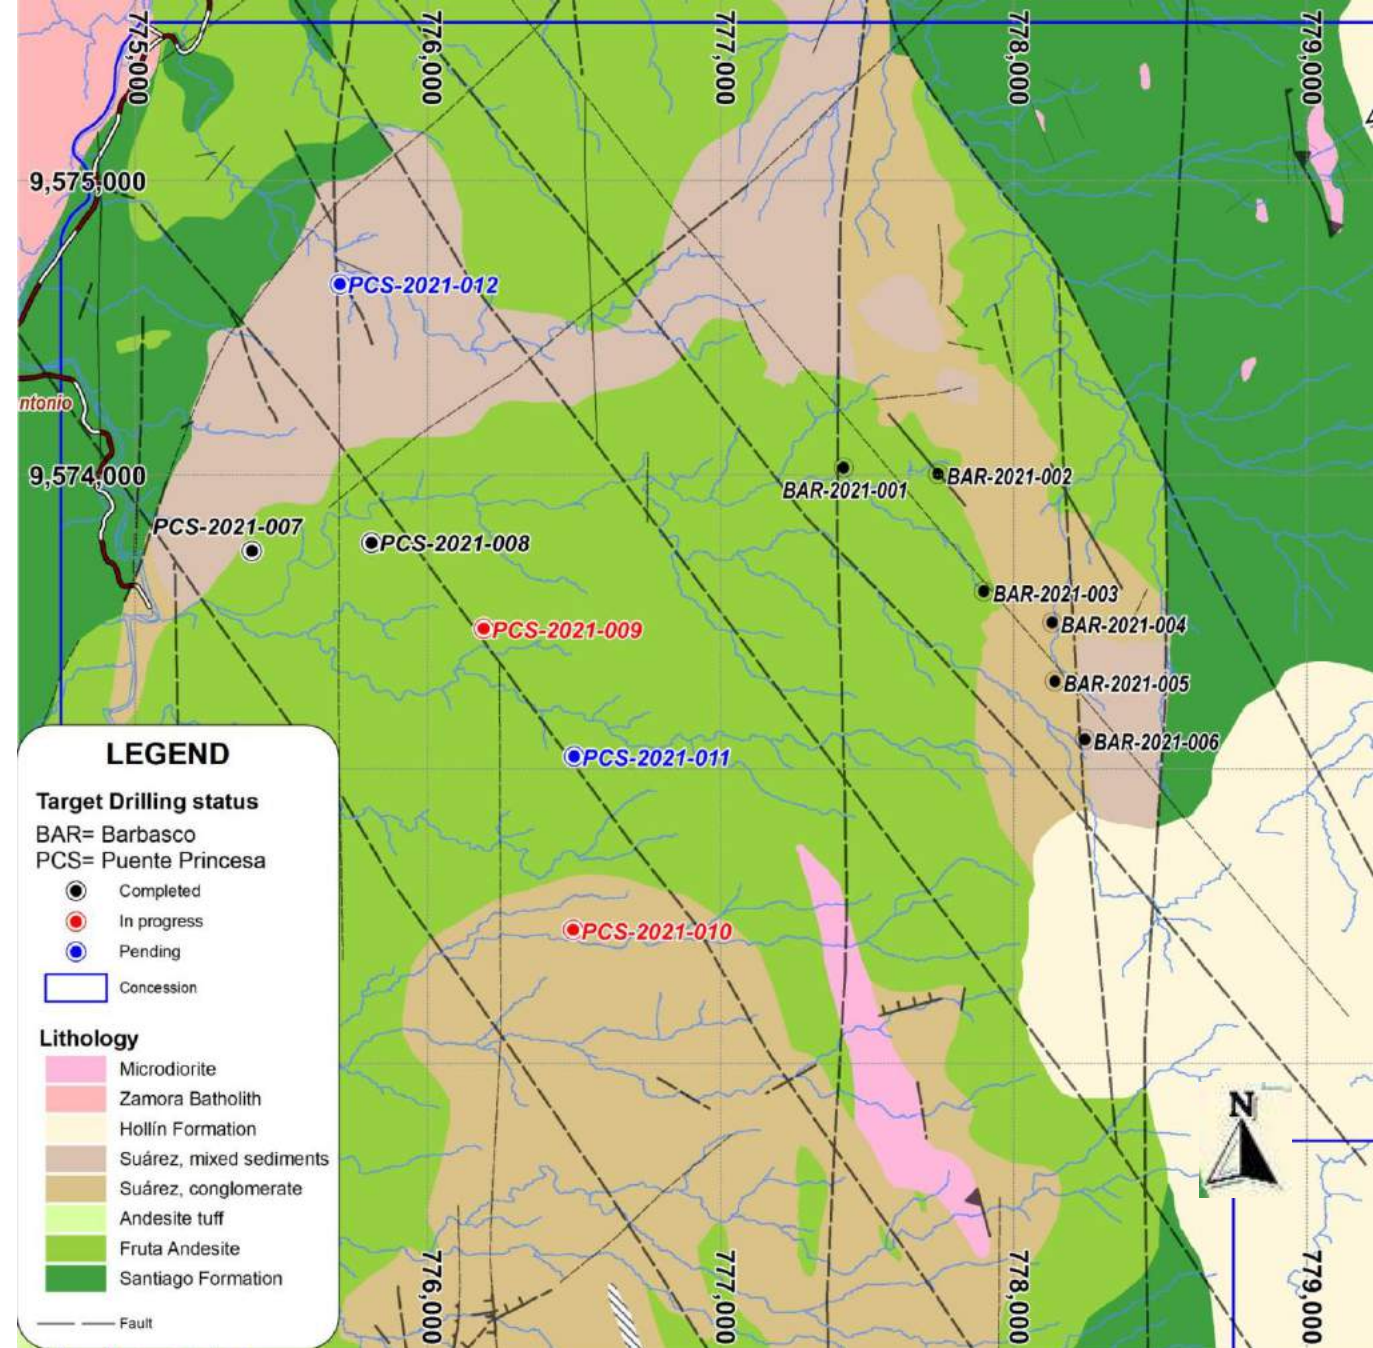 775,000
776,000
777,000
778,000
779,000
9,575,000
PCS-2021-012
ntonio
9,574,000
BAR-2021-001
BAR-2021-002
PCS-2021-007
PCS-2021-008
BAR-2021-003
BAR-2021-004
PCS-2021-009
BAR-2021-005
BAR-2021-006
PCS-2021-011
PCS-2021-010
LEGEND
Target Drilling status
BAR= Barbasco
PCS= Puente Princesa
Completed
In progress
Pending
Concession
Lithology
Microdiorite
Zamora Batholith
Hollín Formation
Suárez, mixed sediments
Suárez, conglomerate
Andesite tuff
Fruta Andesite
Santiago Formation
Fault
N
776,000
777,000
778,000
779,000